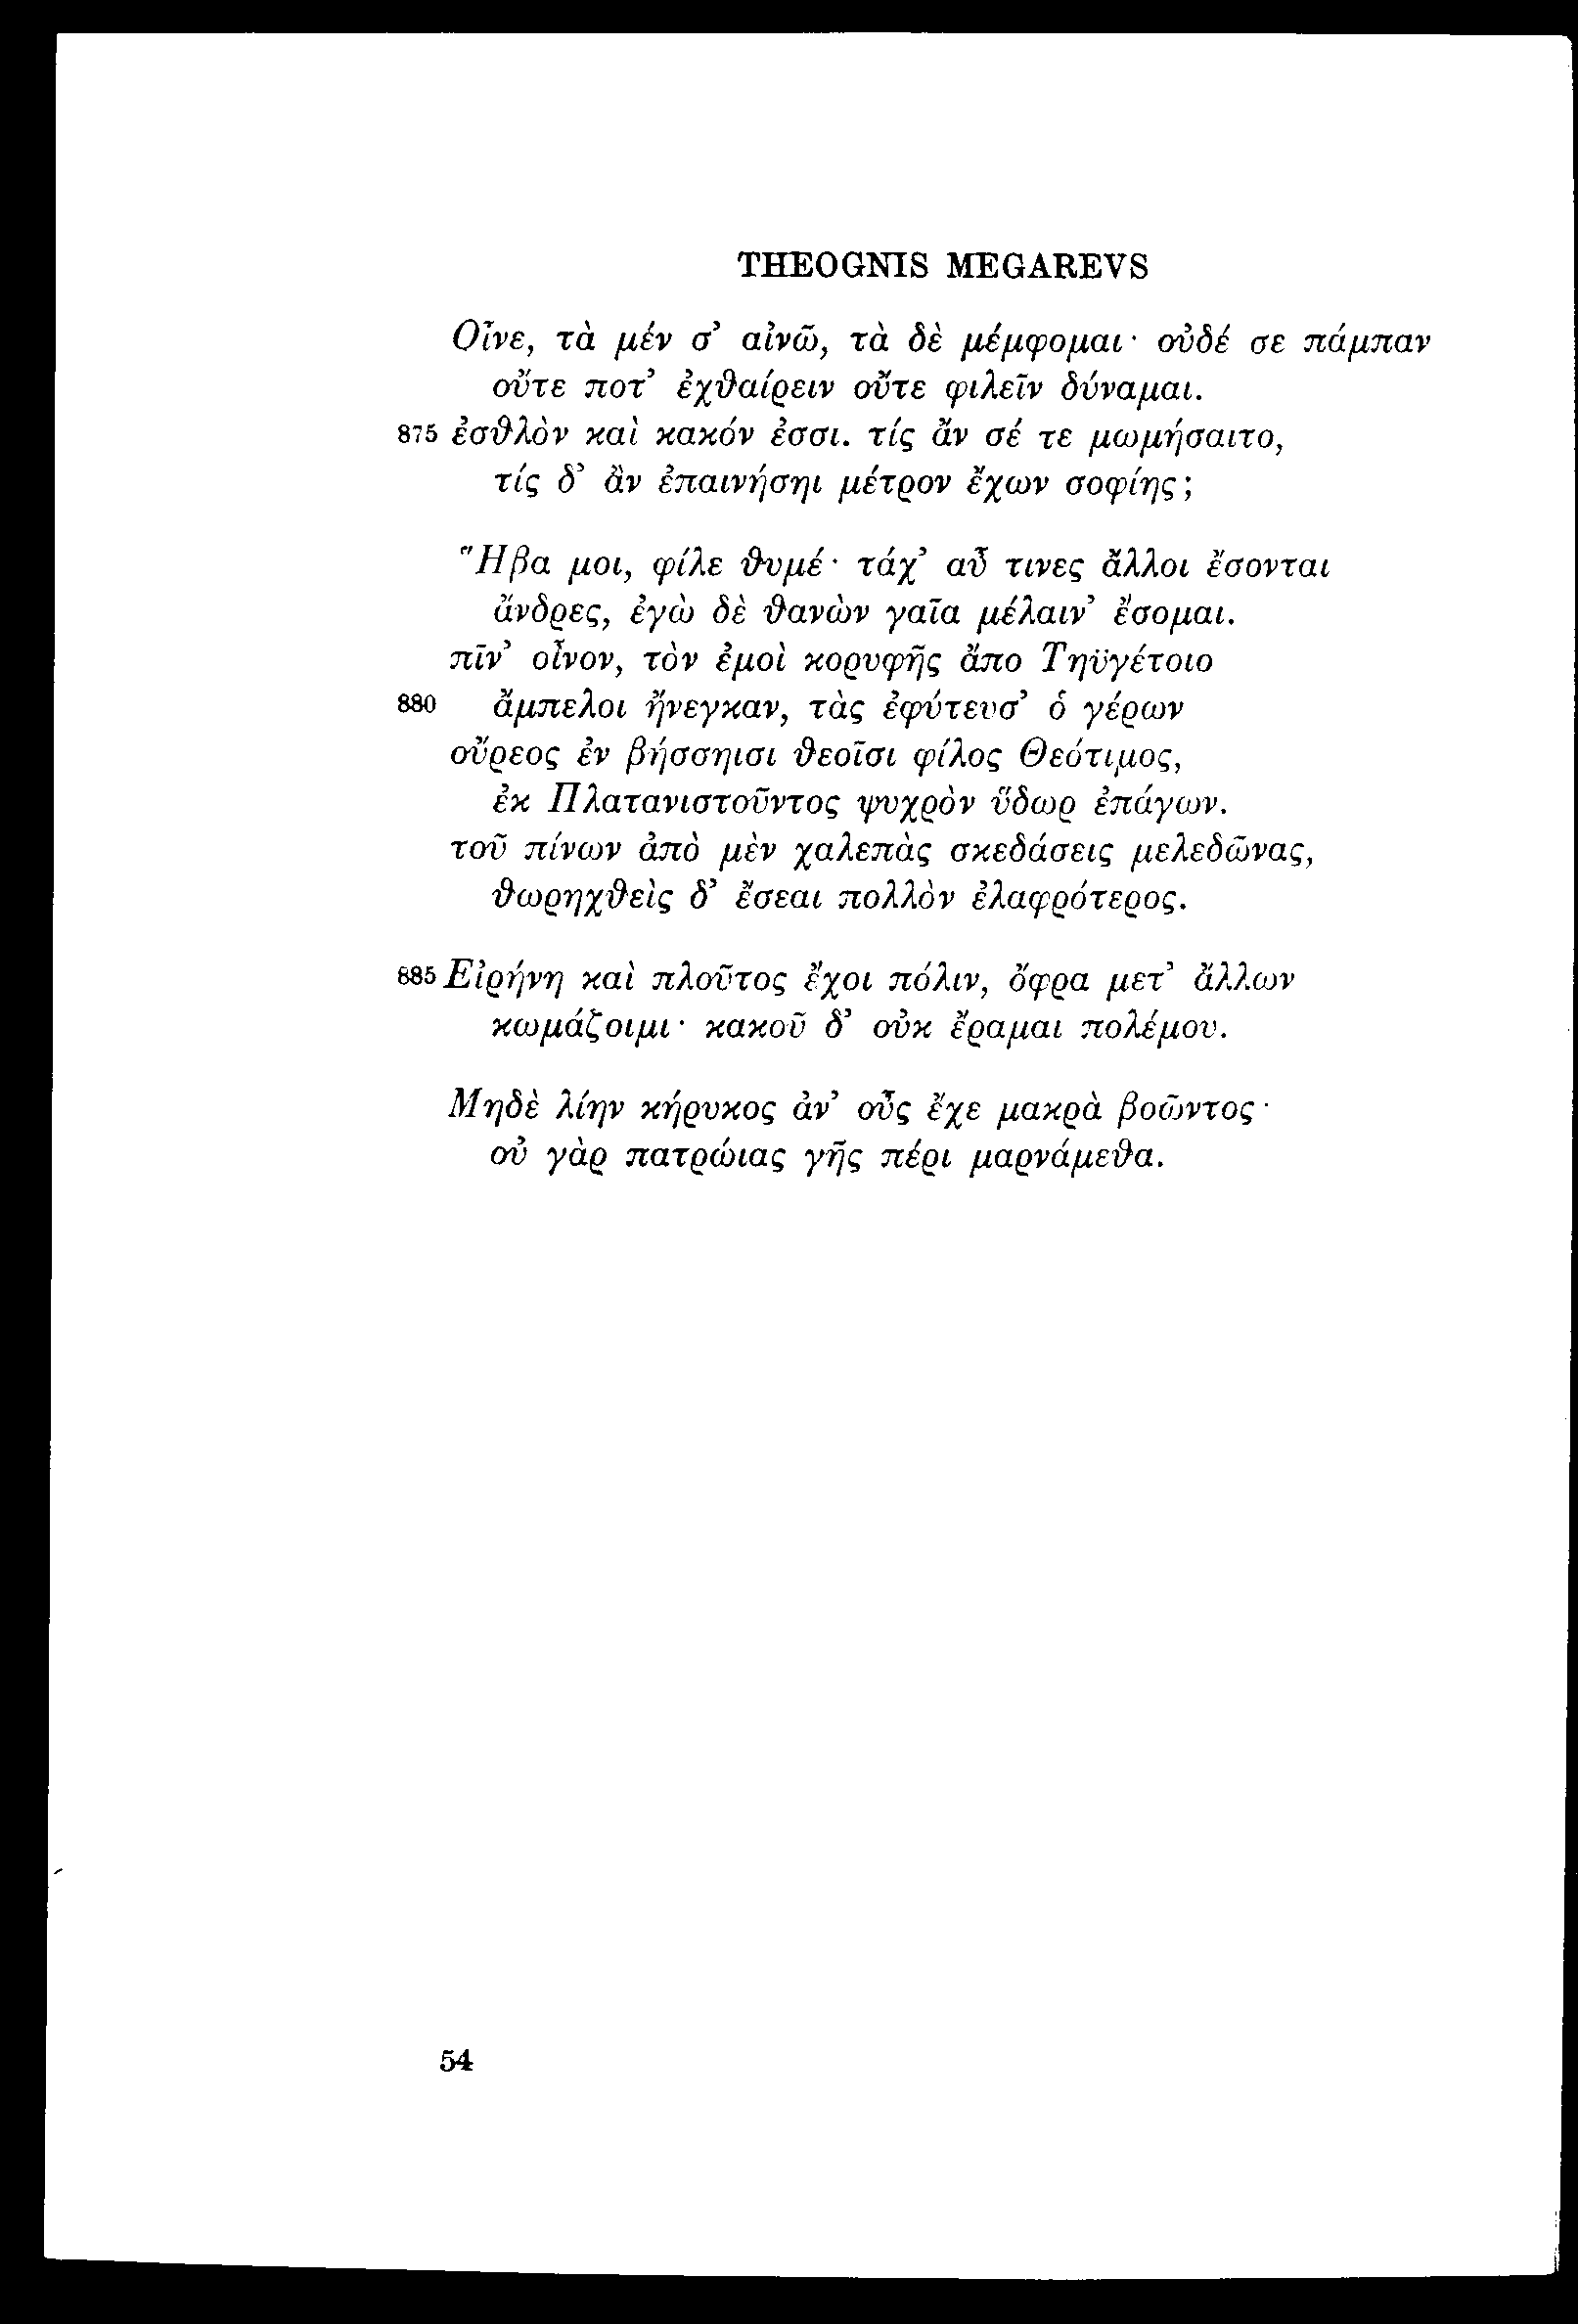 THEOGNIS MEGAREVS
Οἶνε, τὰ μέν σ’ αἰνῶ, τὰ δὲ μέμφομαι· οὐδέ σε πάμπαν
οὔτε ποτ’ ἐχθαίρειν οὔτε φιλεῖν δύναμαι.
875 ἐσθλὸν καὶ κακόν ἐσσι. τίς ἄν σέ τε μωμήσαιτο,
τίς δ’ ἂν ἐπαινήσηι μέτρον ἔχων σοφίης;
Ἥβα μοι, φίλε θυμέ· τάχ’ αὖ τινες ἄλλοι ἔσονται
ἄνδρες, ἐγὼ δὲ θανὼν γαῖα μέλαιν’ ἔσομαι.
πῖν’ οἶνον, τὸν ἐμοὶ κορυφῆς ἄπο Τηϋγέτοιο
880 ἄμπελοι ἤνεγκαν, τὰς ἐφύτευσ’ ὁ γέρων
οὔρεος ἐν βήσσηισι θεοῖσι φίλος Θεότιμος,
ἐκ Πλατανιστοῦντος ψυχρὸν ὕδωρ ἐπάγων.
τοῦ πίνων ἀπὸ μὲν χαλεπὰς σκεδάσεις μελεδῶνας,
θωρηχθεὶς δ’ ἔσεαι πολλὸν ἐλαφρότερος.
885 Εἰρήνη καὶ πλοῦτος ἔχοι πόλιν, ὄφρα μετ’ ἄλλων
κωμάζοιμι· κακοῦ δ’ οὐκ ἔραμαι πολέμου.
Μηδὲ λίην κήρυκος ἀν’ οὖς ἔχε μακρὰ βοῶντος·
οὐ γὰρ πατρώιας γῆς πέρι μαρνάμεθα.
54